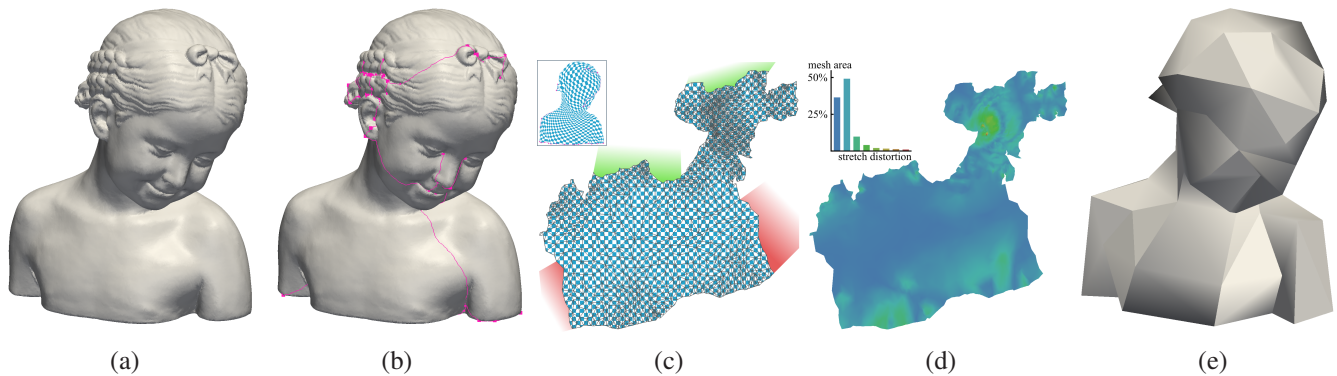 mesh area
50%
25%
stretch distortion
(a)
(b)
(c)
(d)
(e)